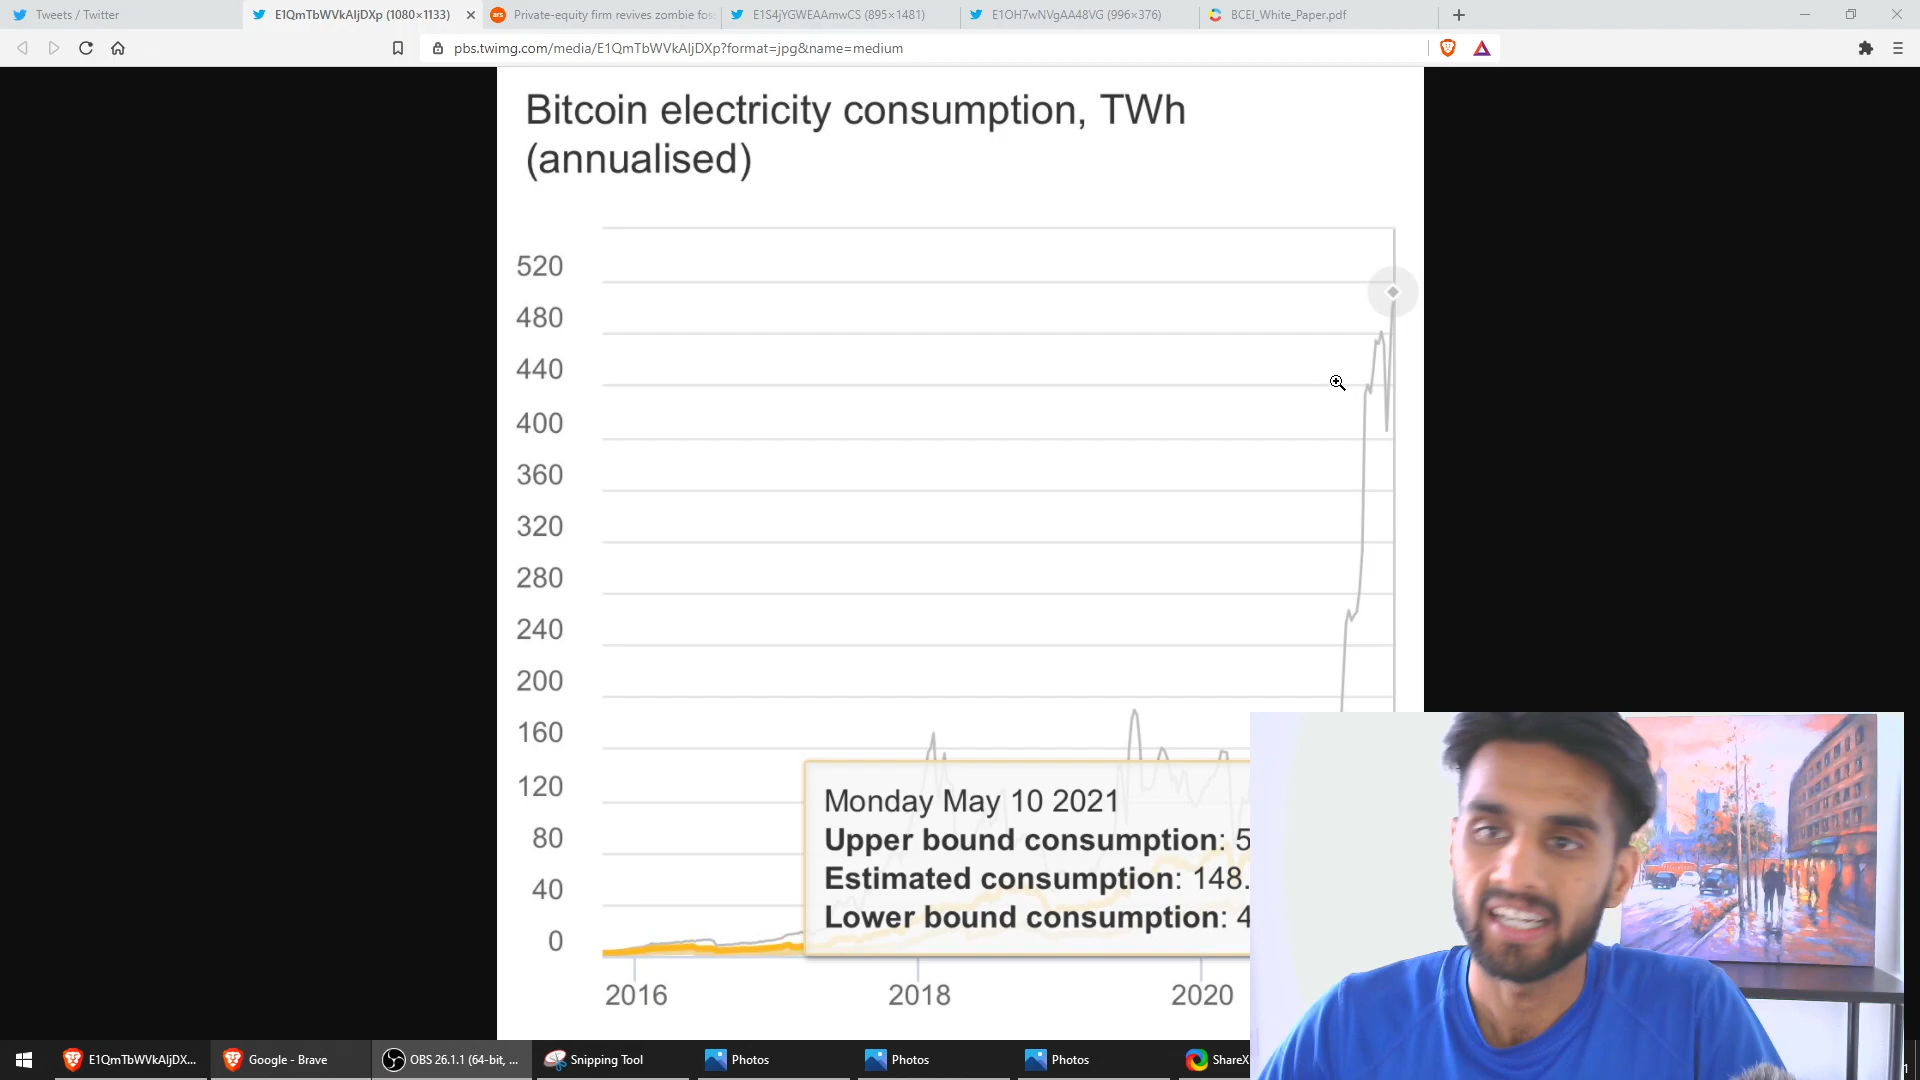 Tweets / Twitter
E1QmTbWVkAIjDXp (1080×1133)
Private-equity firm revives zombie fos
E1S4jYGWEAAmwCS (895×1481)
E1OH7wNVgAA48VG (996×376)
BCEI_White_Paper.pdf
pbs.twimg.com/media/E1QmTbWVkAIjDXp?format=jpg&name=medium
Bitcoin electricity consumption, TWh
(annualised)
520
480
440
400
360
320
280
240
200
160
120
80
40
0
Monday May 10 2021
Upper bound consumption: 5
Estimated consumption: 148.
Lower bound consumption: 4
2016
2018
2020
E1QmTbWVkAIjDX...
Google - Brave
OBS 26.1.1 (64-bit, ...
Snipping Tool
Photos
Photos
Photos
ShareX